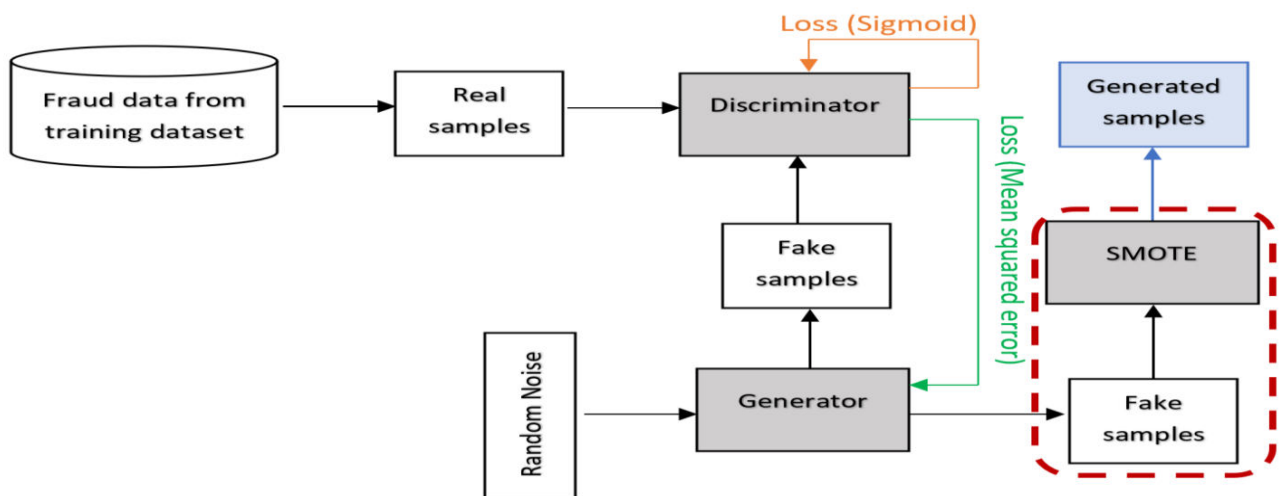 Loss (Sigmoid)
Fraud data from
training dataset
Real
samples
Discriminator
Generated
samples
Loss (Mean squared error)
Fake
samples
SMOTE
Random Noise
Generator
Fake
samples